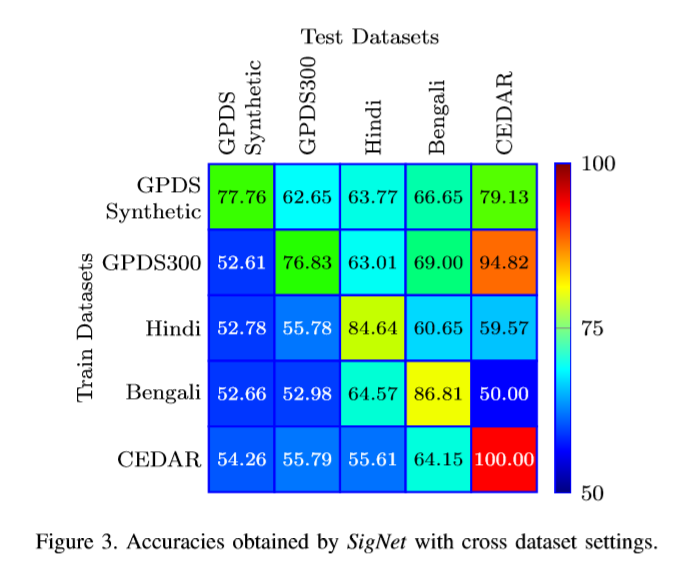 Test Datasets
GPDS
Synthetic
GPDS300
Hindi
Bengali
CEDAR
Train Datasets
GPDS
Synthetic
77.76 62.65 63.77 66.65 79.13
GPDS300 52.61 76.83 63.01 69.00 94.82
Hindi 52.78 55.78 84.64 60.65 59.57
Bengali 52.66 52.98 64.57 86.81 50.00
CEDAR 54.26 55.79 55.61 64.15 100.00
100
75
50
Figure 3. Accuracies obtained by SigNet with cross dataset settings.